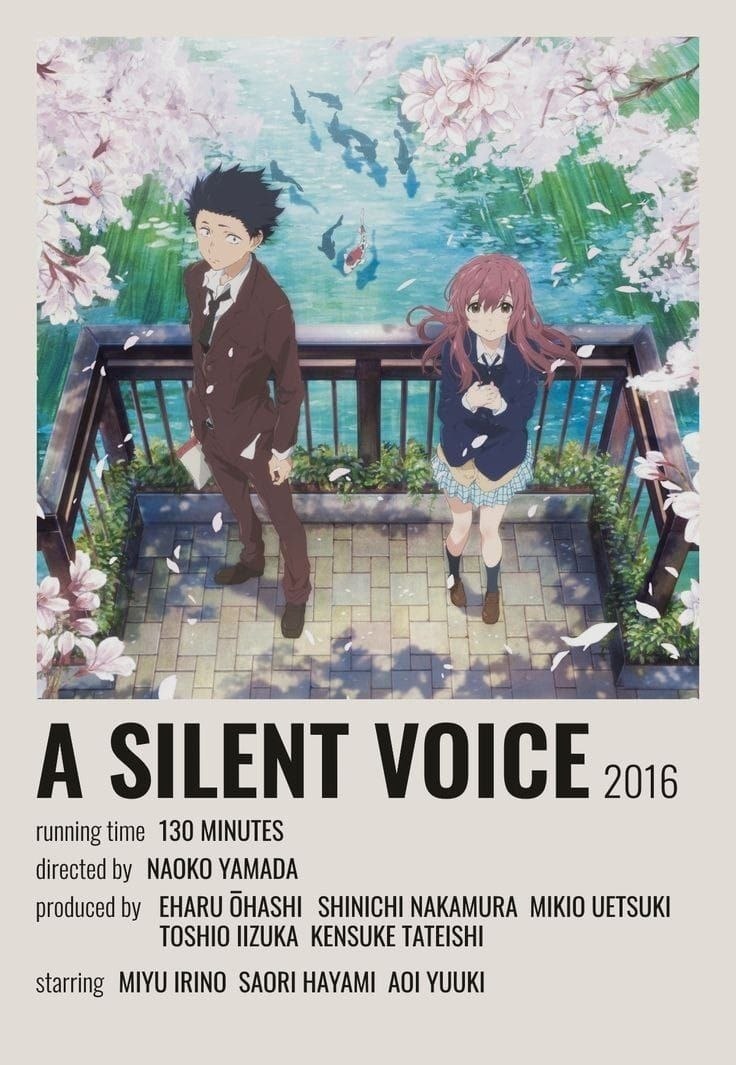 A SILENT VOICE 2016
running time 130 MINUTES
directed by NAOKO YAMADA
produced by EHARU ŌHASHI SHINICHI NAKAMURA MIKIO UETSUKI
TOSHIO IIZUKA KENSUKE TATEISHI
starring MIYU IRINO SAORI HAYAMI AOI YUUKI